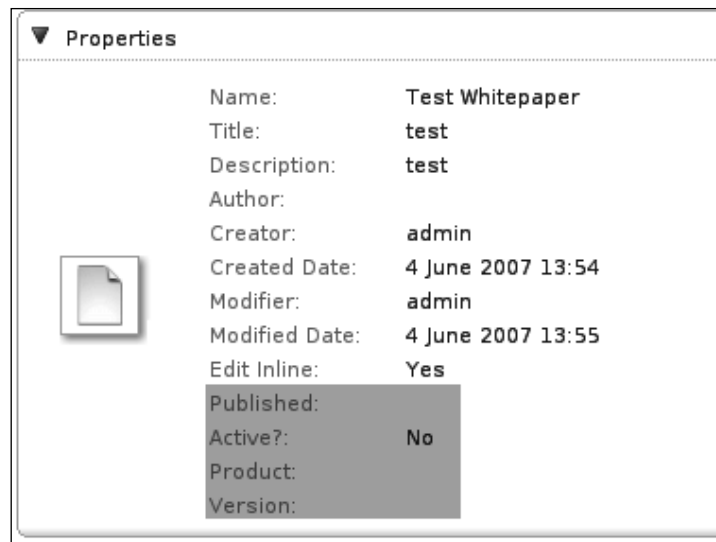 Properties
Name: Test Whitepaper
Title: test
Description: test
Author:
Creator: admin
Created Date: 4 June 2007 13:54
Modifier: admin
Modified Date: 4 June 2007 13:55
Edit Inline: Yes
Published:
Active?: No
Product:
Version: